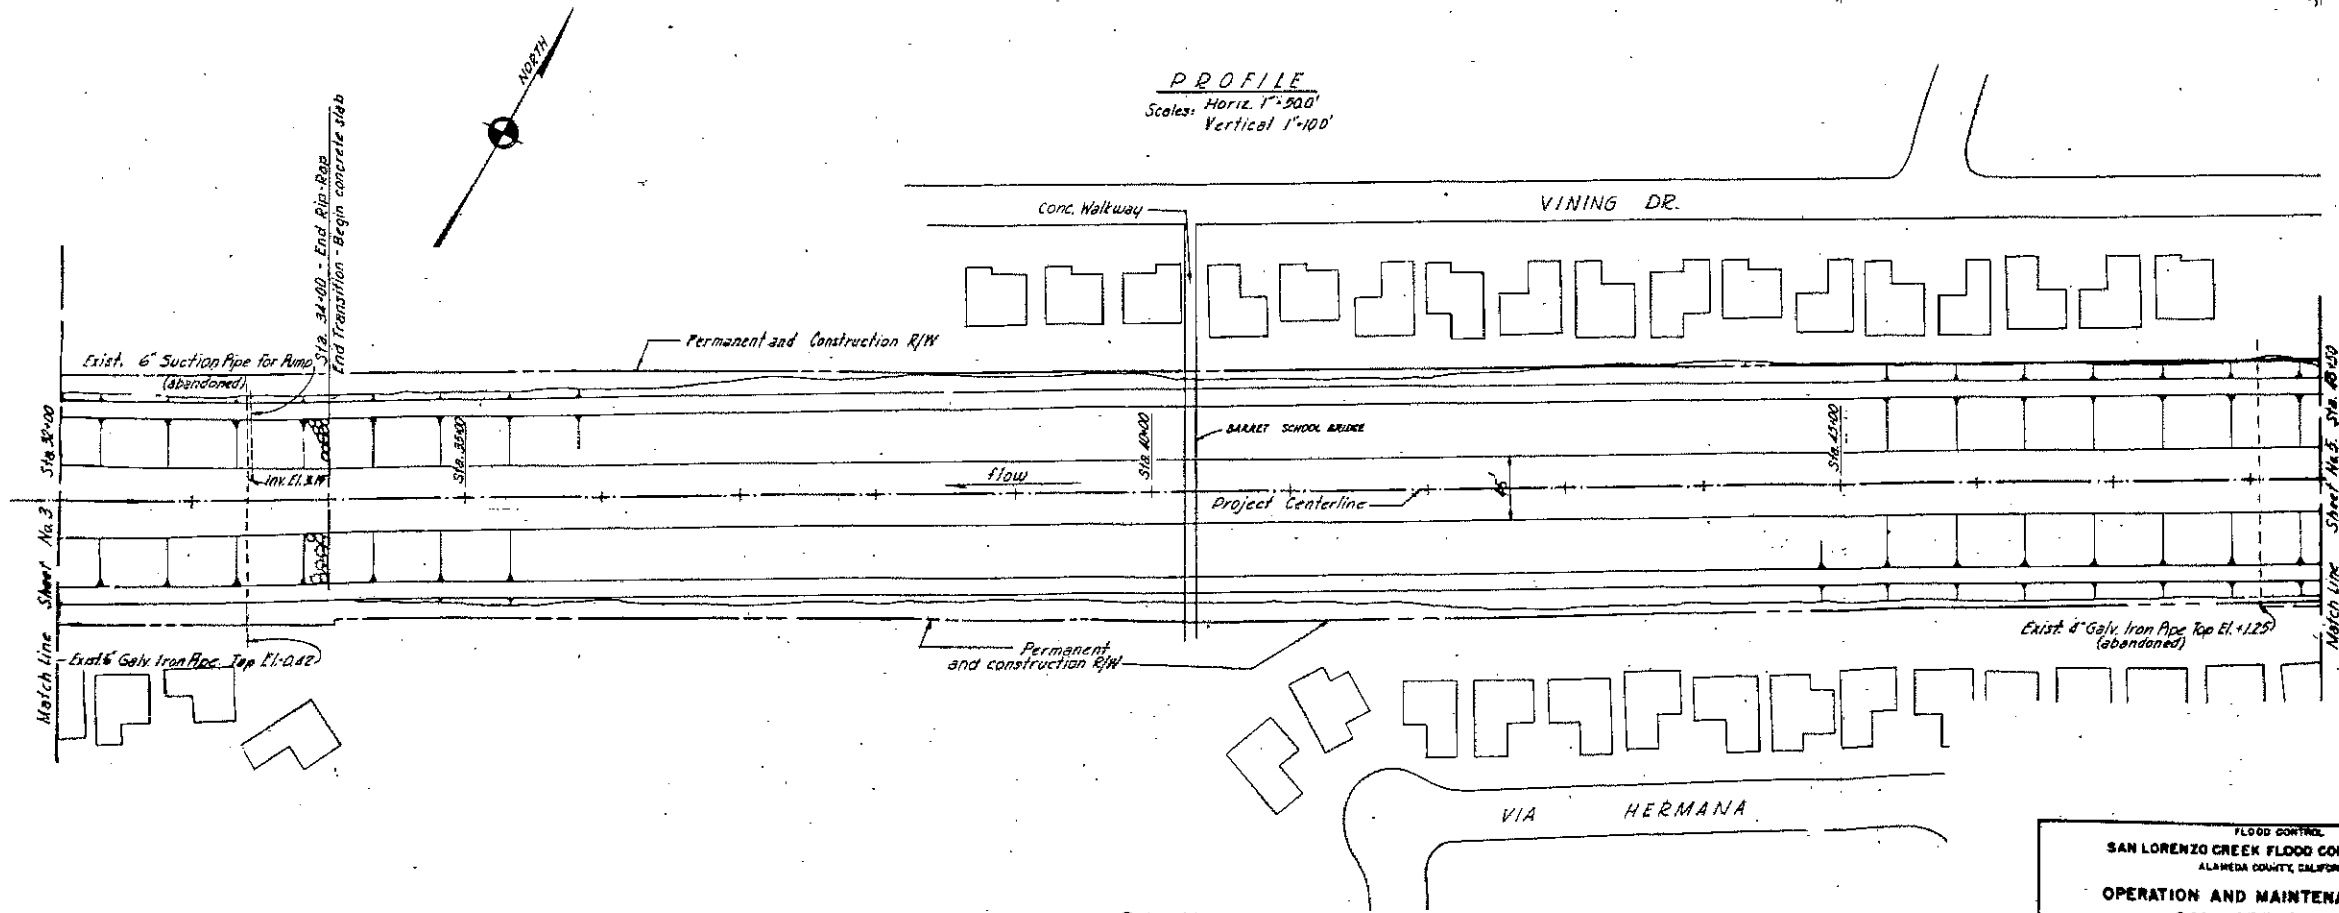 NORTH
PROFILE
Scales: Horiz. 1"=50.0'
Vertical 1"=10.0'
Sta. 34+00 - End Rip-Rap
End Transition - Begin concrete slab
Conc. Walkway
VINING DR.
Permanent and Construction R/W
Exist. 6" Suction Pipe for Pump
(abandoned)
Match Line Sheet No. 3 Sta. 32+00
Sta. 35+00
Inv. El.
flow
Sta. 40+00
BARRET SCHOOL BRIDGE
Project Centerline
Sta. 45+00
Match Line Sheet No. 5 Sta. 48+50
Exist. 6" Galv. Iron Pipe Top El.-0.42
Permanent
and construction R/W
Exist. 4" Galv. Iron Pipe Top El.+1.25
(abandoned)
VIA HERMANA
FLOOD CONTROL
SAN LORENZO CREEK FLOOD CO
ALAMEDA COUNTY, CALIFOR
OPERATION AND MAINTENA